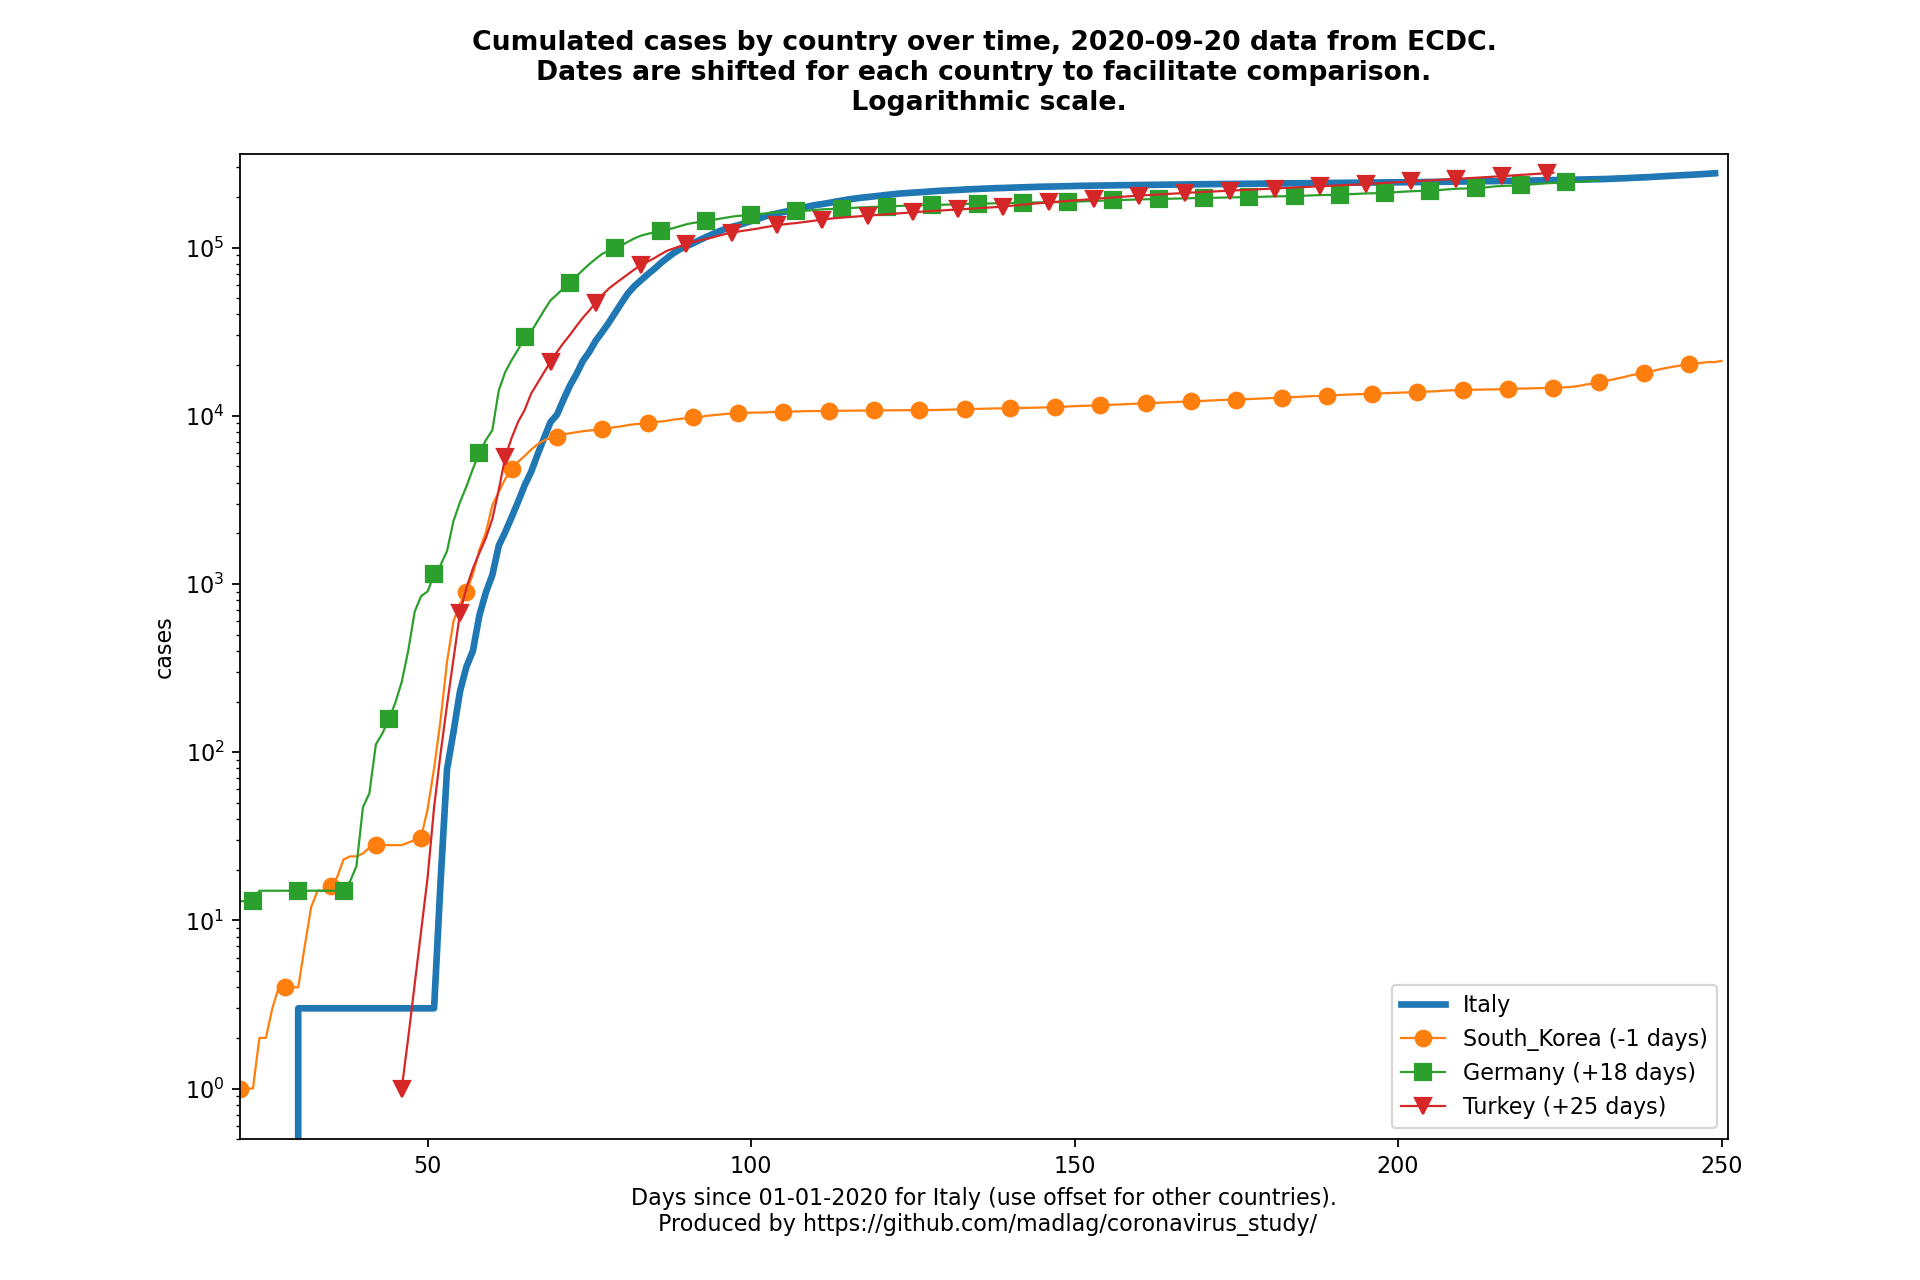 Cumulated cases by country over time, 2020-09-20 data from ECDC.
Dates are shifted for each country to facilitate comparison.
Logarithmic scale.
10^5
10^4
10^3
10^2
10^1
10^0
cases
Italy
South_Korea (-1 days)
Germany (+18 days)
Turkey (+25 days)
50 100 150 200 250
Days since 01-01-2020 for Italy (use offset for other countries).
Produced by https://github.com/madlag/coronavirus_study/